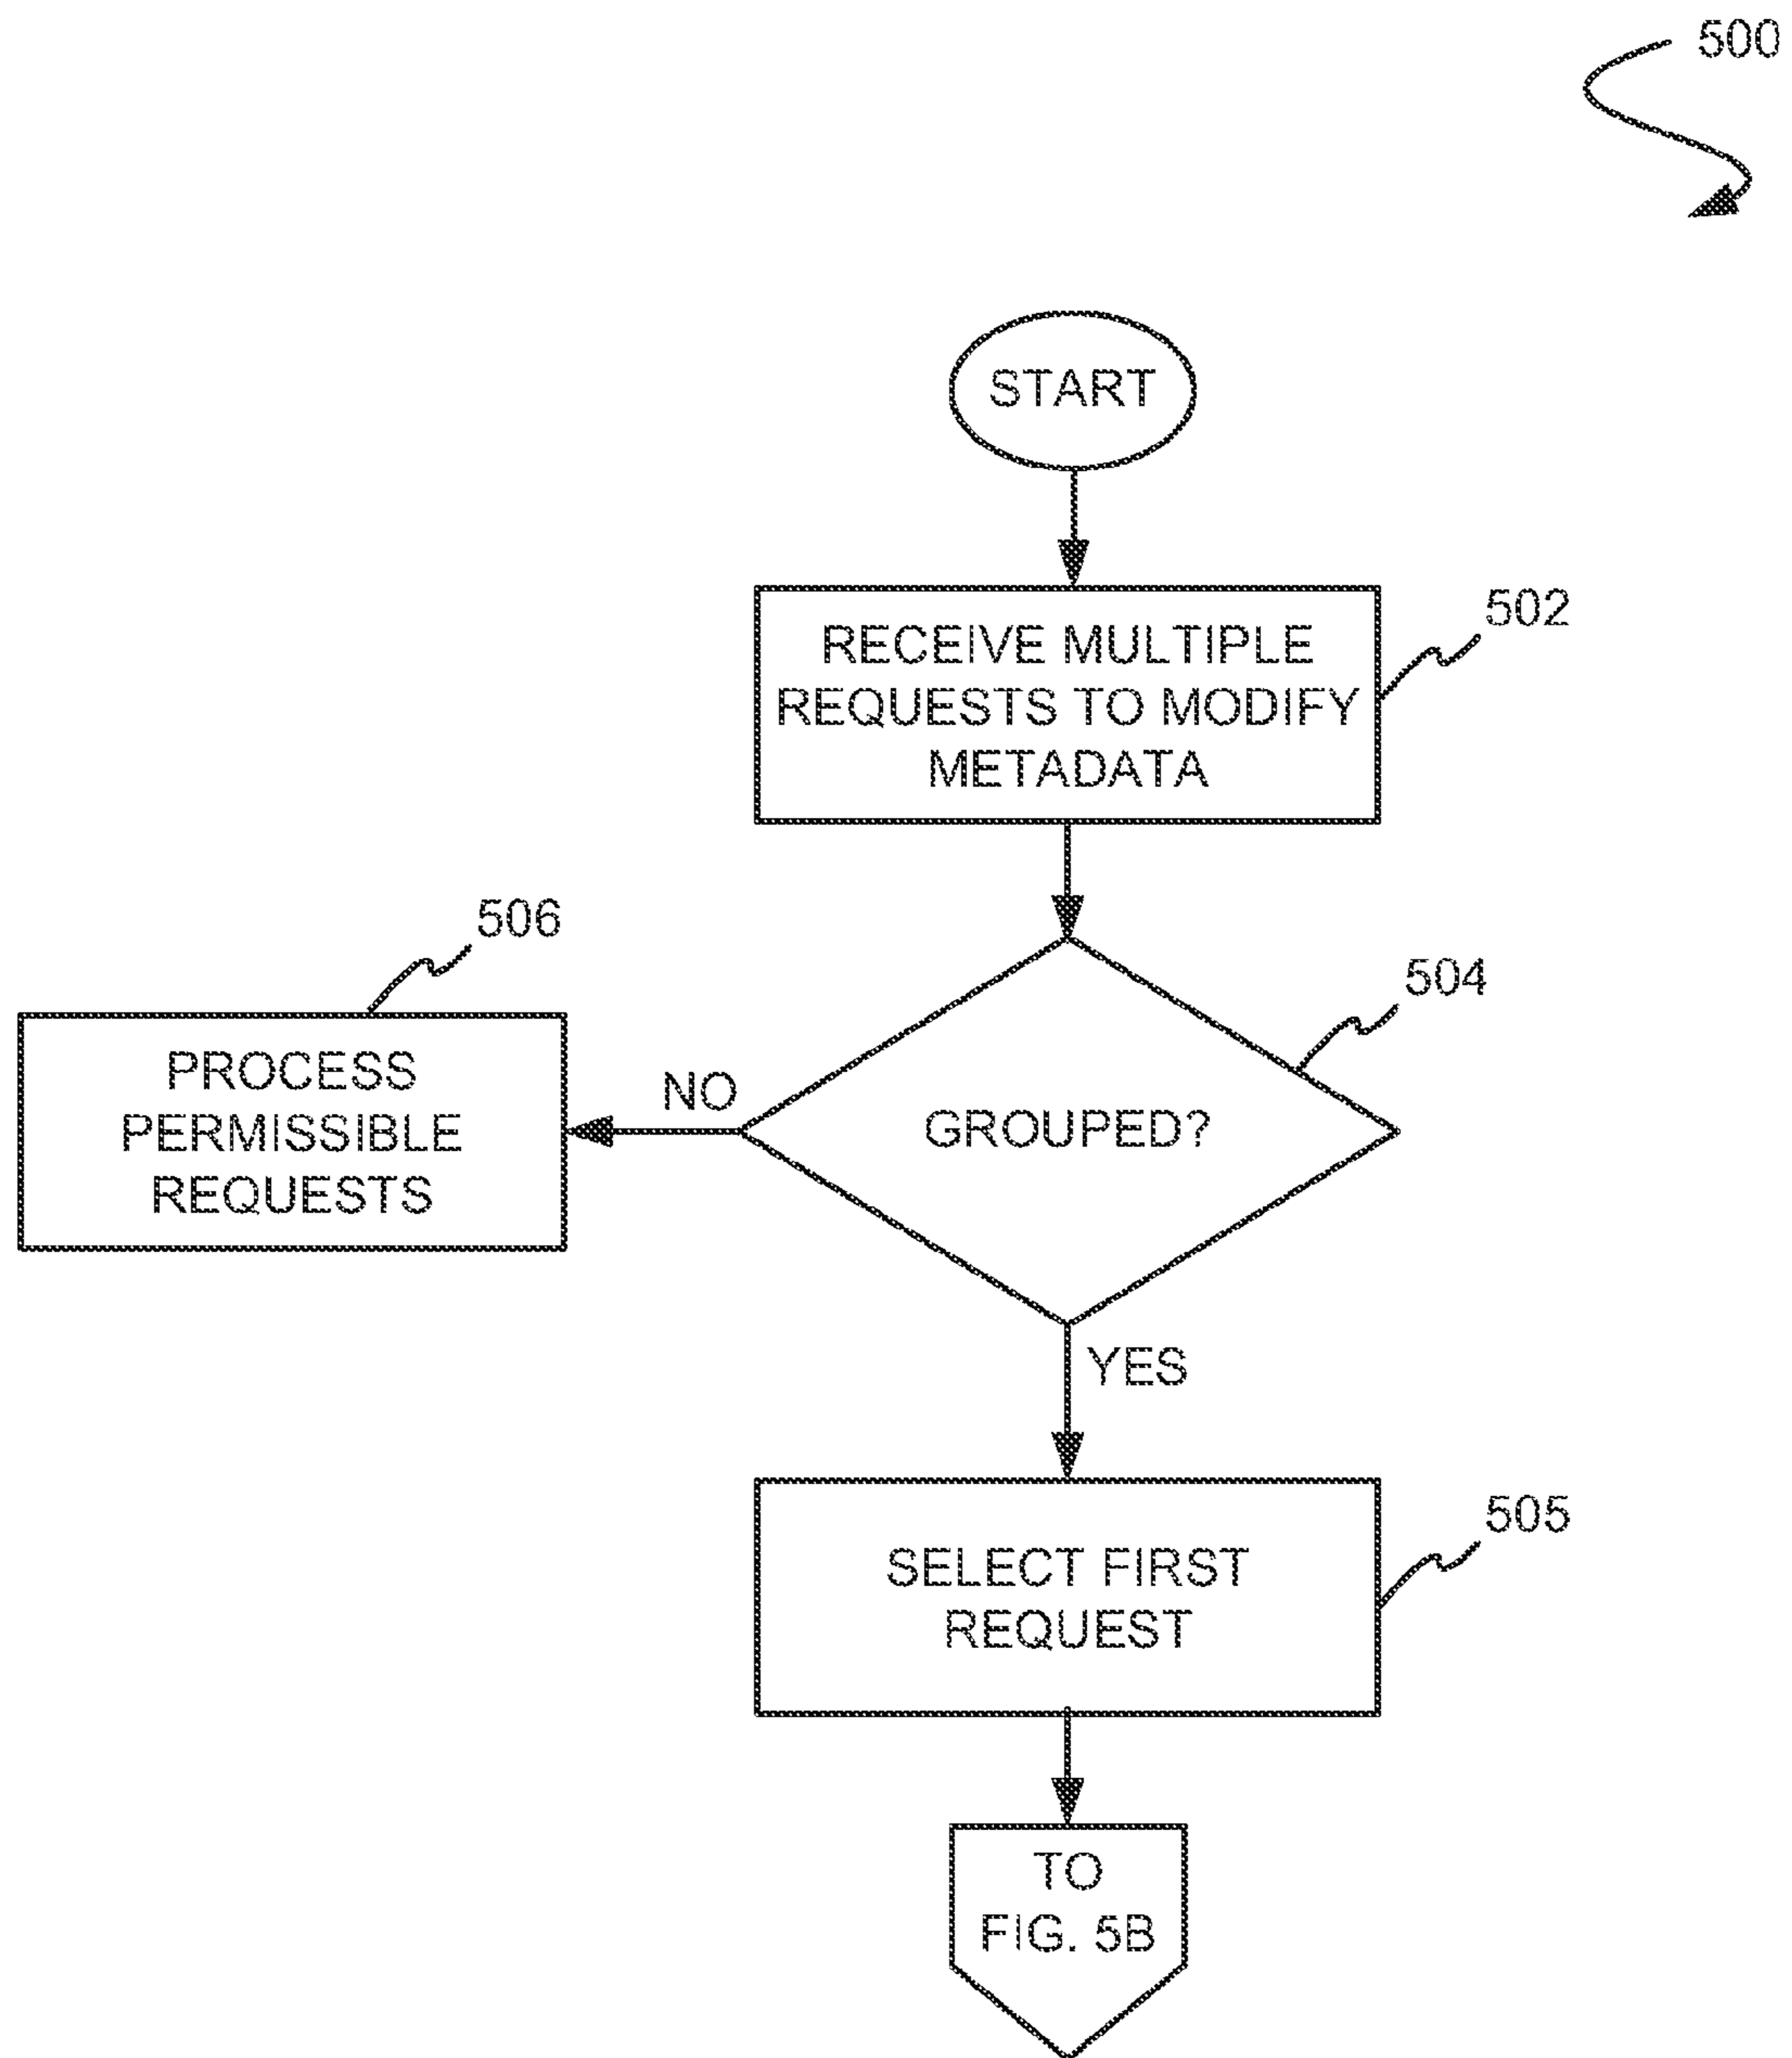 500
START
502
RECEIVE MULTIPLE
REQUESTS TO MODIFY
METADATA
506
504
PROCESS
PERMISSIBLE
REQUESTS
NO
GROUPED?
YES
505
SELECT FIRST
REQUEST
TO
FIG. 5B